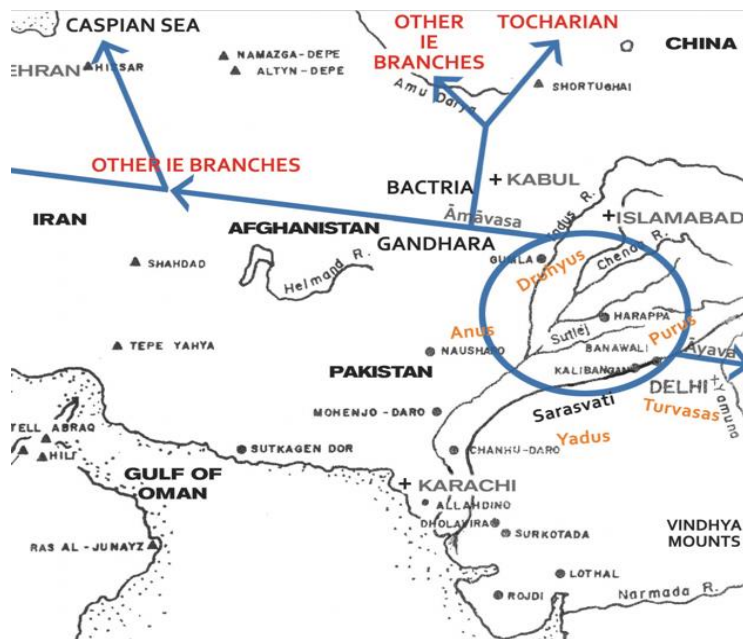 CASPIAN SEA
OTHER
IE
BRANCHES
TOCHARIAN
CHINA
NAMAZGA-DEPE
ALTYN-DEPE
EHRAN
HISSAR
Amu Darya
SHORTUGHAI
OTHER IE BRANCHES
BACTRIA
KABUL
Indus R.
ISLAMABAD
IRAN
AFGHANISTAN
Āmāvasa
GANDHARA
GUMLA
Chenab R.
Druhyus
SHAHDAD
Helmand R.
HARAPPA
Anus
Sutlej
Purus
TEPE YAHYA
NAUSHARO
BANAWALI
Āyava
PAKISTAN
KALIBANGAN
DELHI
Yamuna
MOHENJO-DARO
Sarasvati
Turvasas
TELL ABRAQ
HILI
SUTKAGEN DOR
CHANHU-DARO
Yadus
GULF OF
OMAN
KARACHI
ALLAHDINO
DHOLAVIRA
SURKOTADA
VINDHYA
MOUNTS
RAS AL-JUNAYZ
LOTHAL
ROJDI
Narmada R.